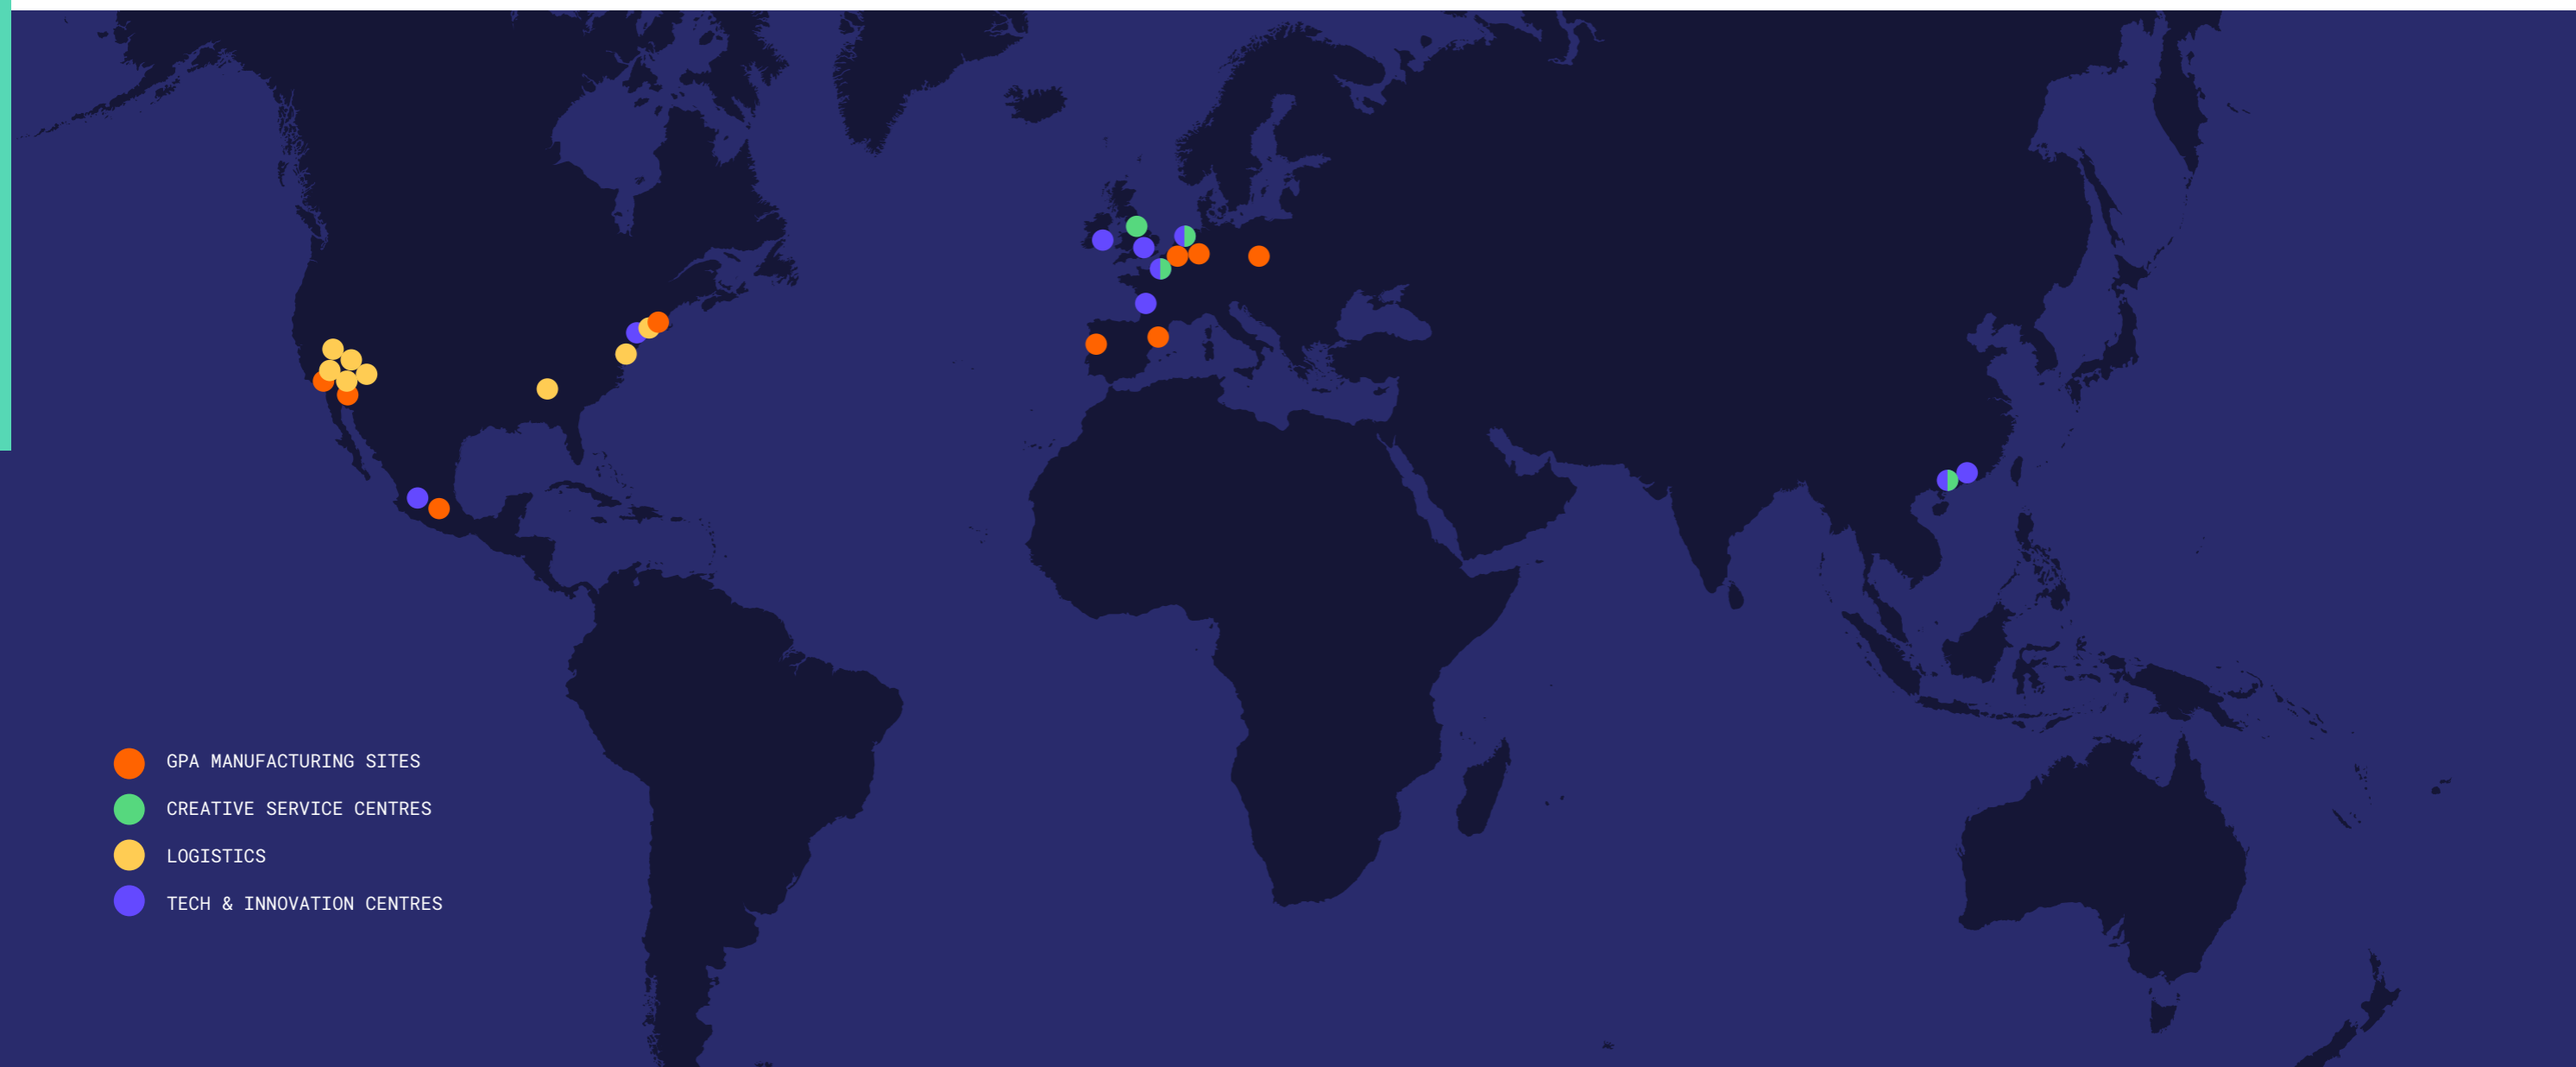 GPA MANUFACTURING SITES
CREATIVE SERVICE CENTRES
LOGISTICS
TECH & INNOVATION CENTRES